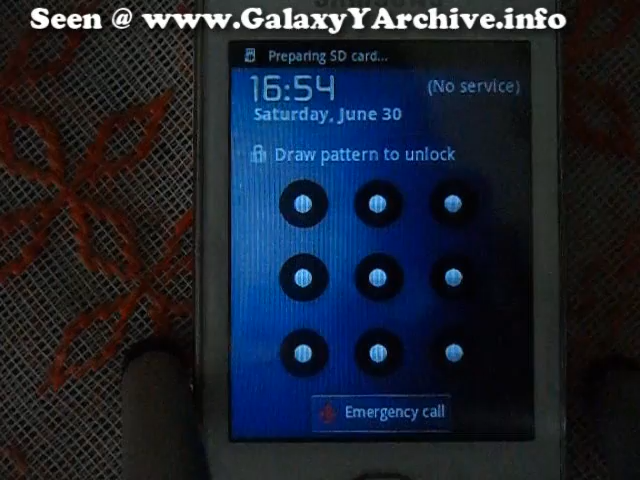 Seen @ www.GalaxyYArchive.info
Preparing SD card...
16:54
(No service)
Saturday, June 30
Draw pattern to unlock
Emergency call